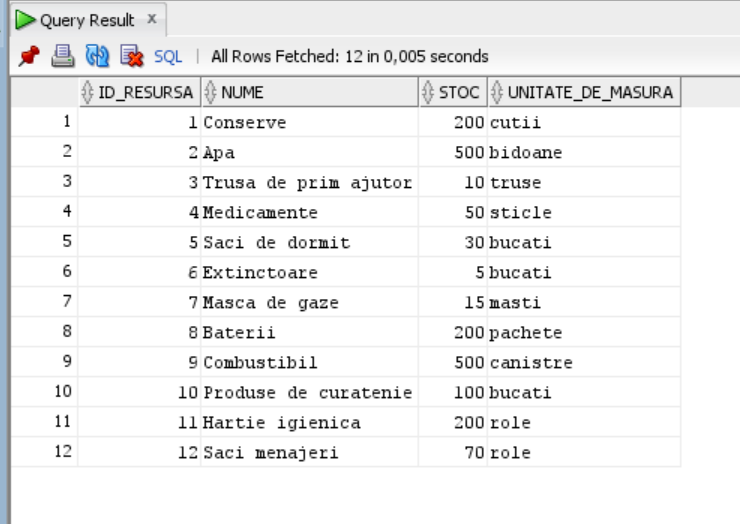 Query Result x
SQL | All Rows Fetched: 12 in 0,005 seconds
ID_RESURSA NUME STOC UNITATE_DE_MASURA
1 1 Conserve 200 cutii
2 2 Apa 500 bidoane
3 3 Trusa de prim ajutor 10 truse
4 4 Medicamente 50 sticle
5 5 Saci de dormit 30 bucati
6 6 Extinctoare 5 bucati
7 7 Masca de gaze 15 masti
8 8 Baterii 200 pachete
9 9 Combustibil 500 canistre
10 10 Produse de curatenie 100 bucati
11 11 Hartie igienica 200 role
12 12 Saci menajeri 70 role